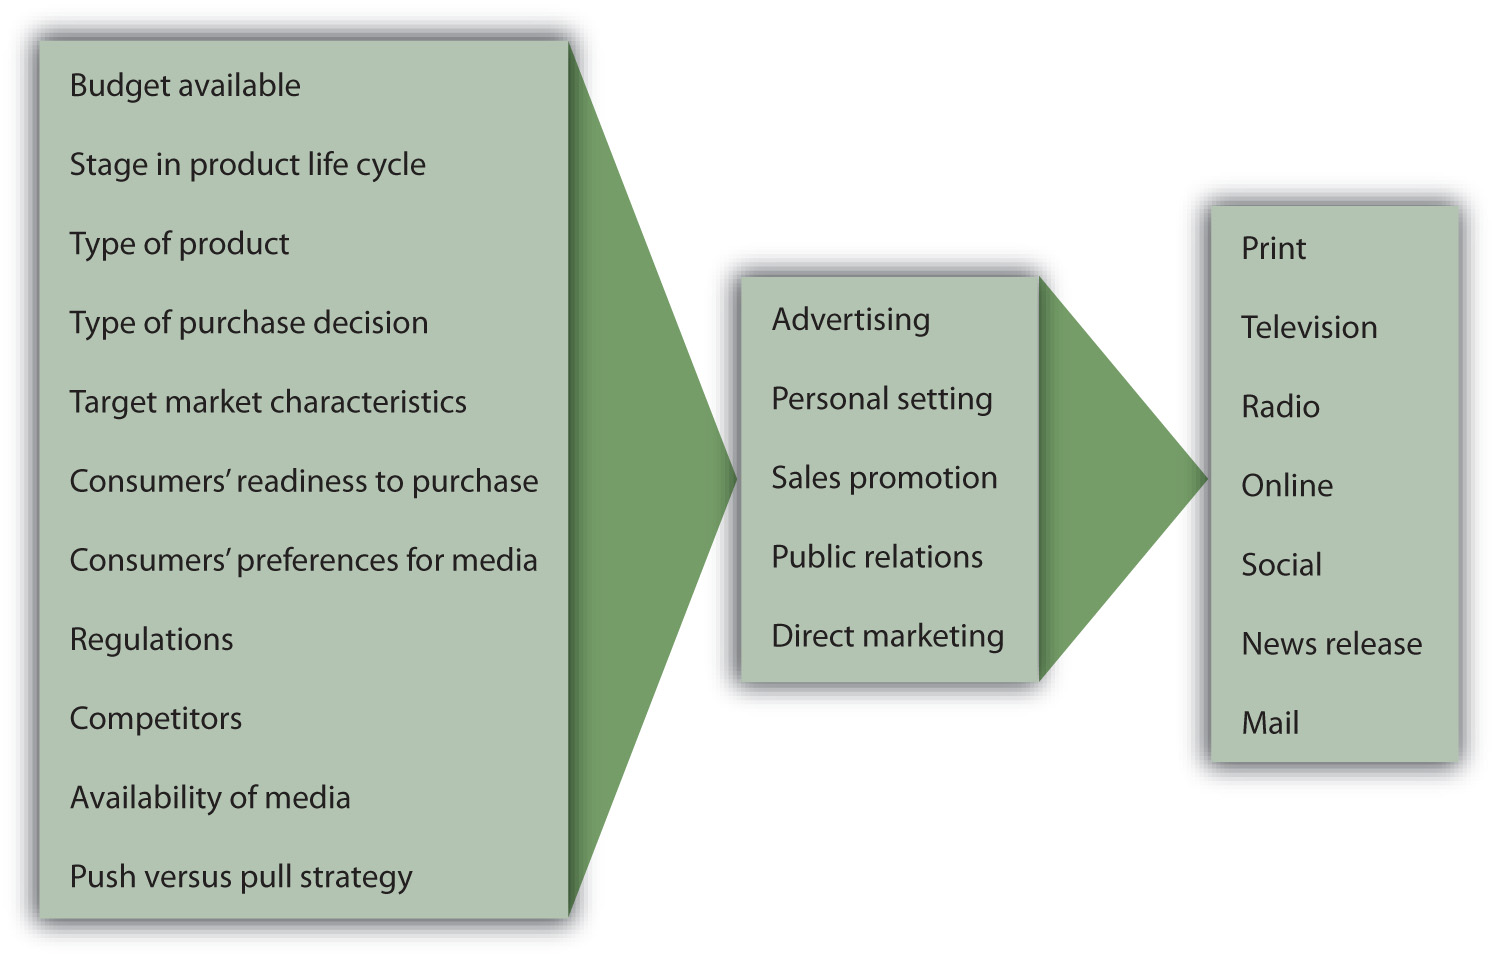 Budget available
Stage in product life cycle
Type of product
Type of purchase decision
Target market characteristics
Consumers’ readiness to purchase
Consumers’ preferences for media
Regulations
Competitors
Availability of media
Push versus pull strategy
Advertising
Personal setting
Sales promotion
Public relations
Direct marketing
Print
Television
Radio
Online
Social
News release
Mail